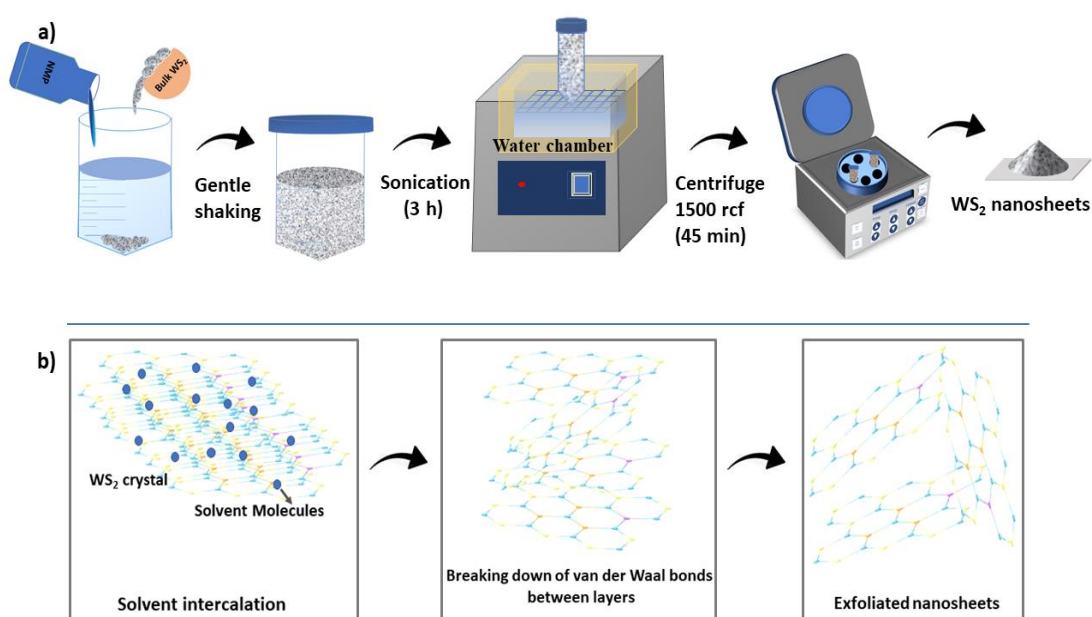 a)
NMP
Bulk WS₂
Gentle
shaking
Sonication
(3 h)
Water chamber
Centrifuge
1500 rcf
(45 min)
WS₂ nanosheets
b)
WS₂ crystal
Solvent Molecules
Solvent intercalation
Breaking down of van der Waal bonds
between layers
Exfoliated nanosheets